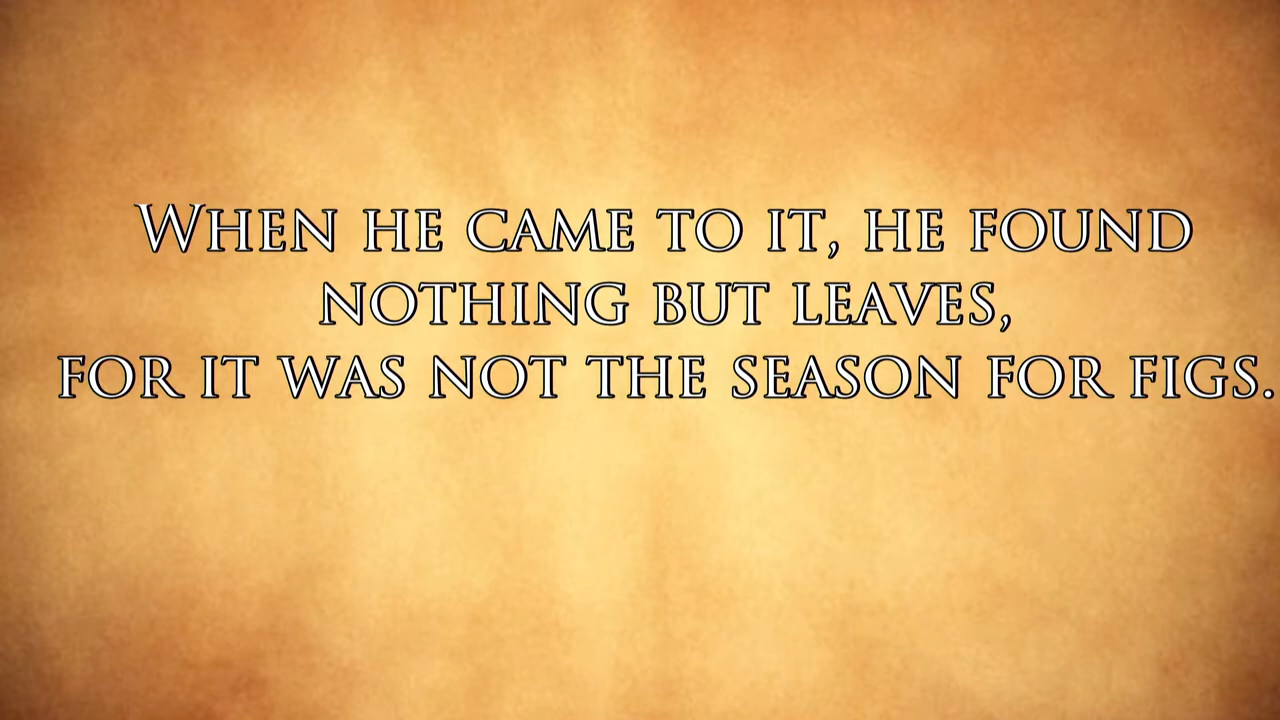 When he came to it, he found
nothing but leaves,
for it was not the season for figs.